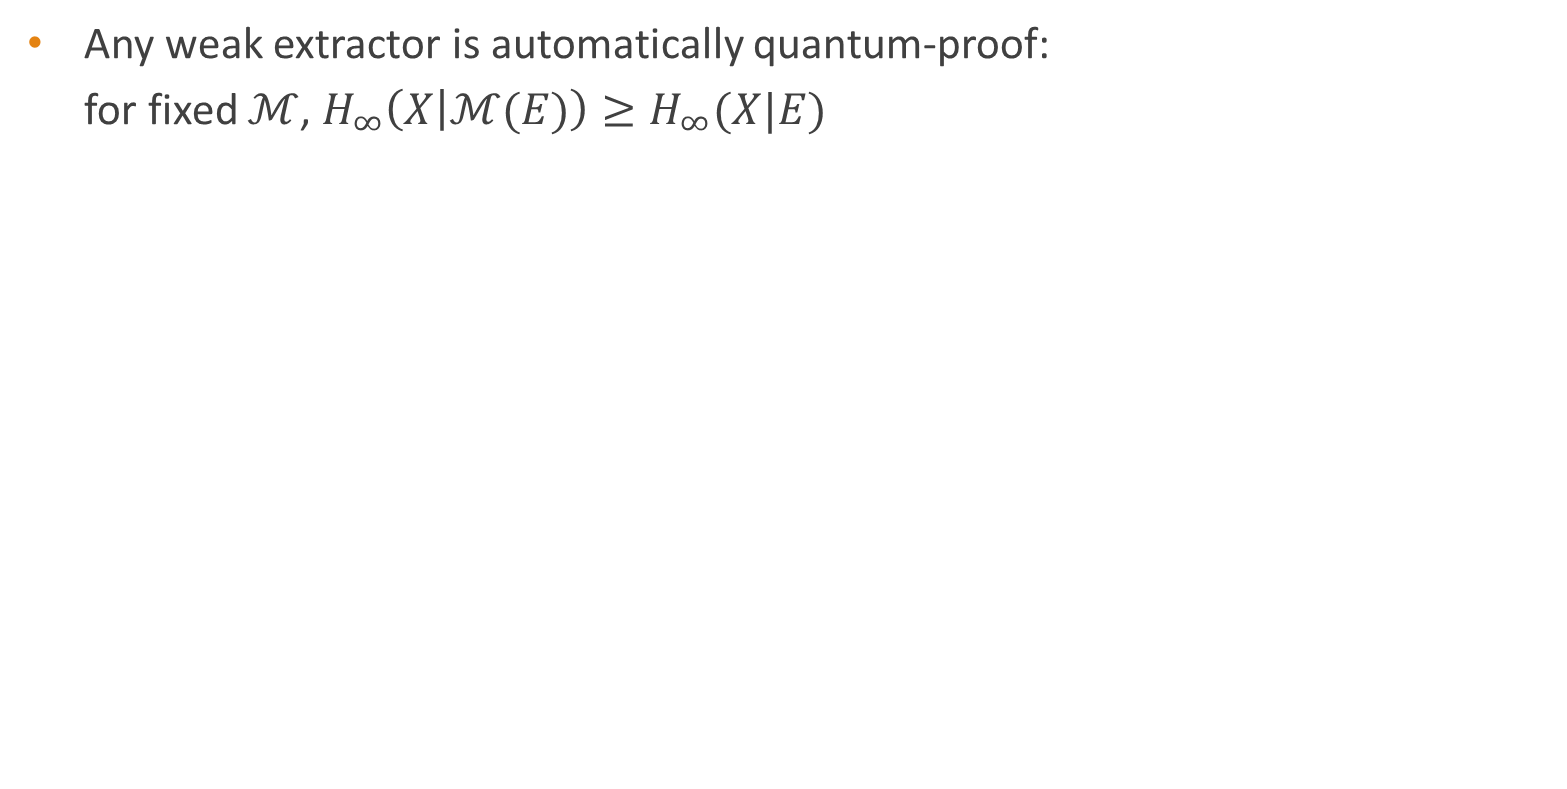 • Any weak extractor is automatically quantum-proof:
for fixed ℳ, H∞(X|ℳ(E)) ≥ H∞(X|E)